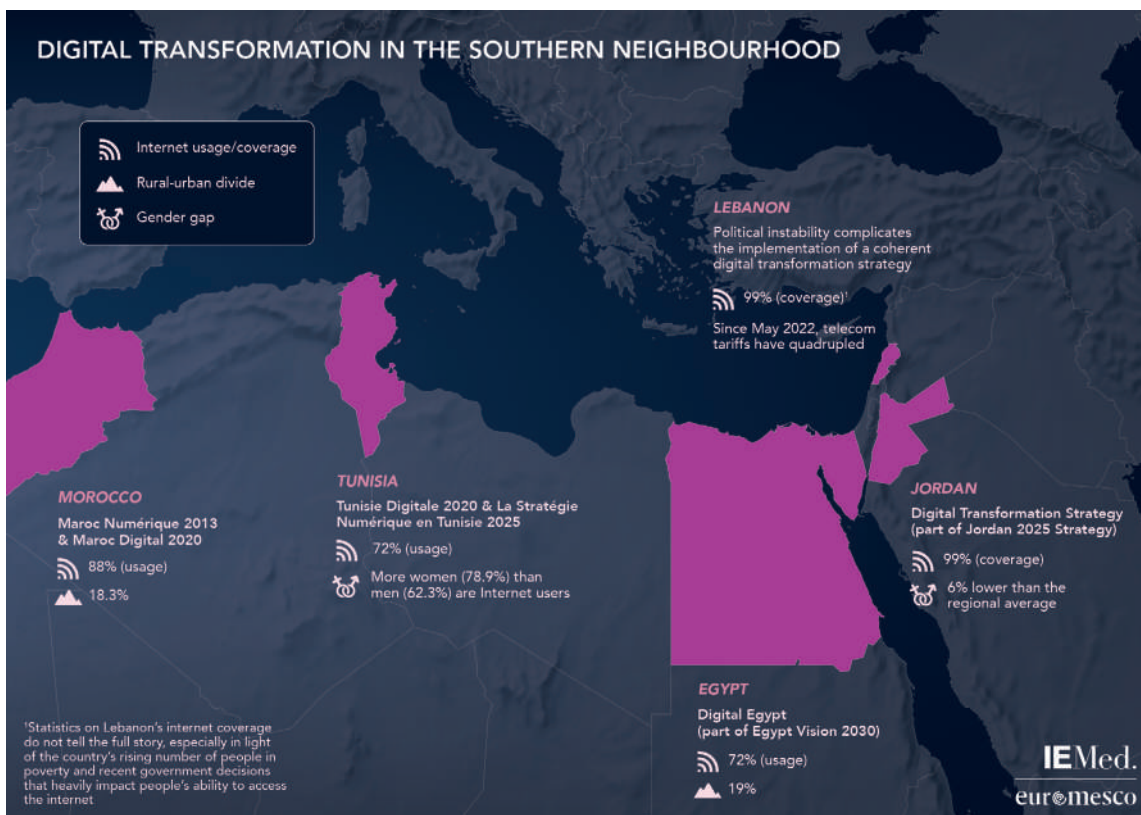 DIGITAL TRANSFORMATION IN THE SOUTHERN NEIGHBOURHOOD
Internet usage/coverage
Rural-urban divide
Gender gap
LEBANON
Political instability complicates
the implementation of a coherent
digital transformation strategy
99% (coverage)¹
Since May 2022, telecom
tariffs have quadrupled
MOROCCO
Maroc Numérique 2013
& Maroc Digital 2020
88% (usage)
18.3%
TUNISIA
Tunisie Digitale 2020 & La Stratégie
Numérique en Tunisie 2025
72% (usage)
More women (78.9%) than
men (62.3%) are Internet users
JORDAN
Digital Transformation Strategy
(part of Jordan 2025 Strategy)
99% (coverage)
6% lower than the
regional average
EGYPT
Digital Egypt
(part of Egypt Vision 2030)
72% (usage)
19%
¹Statistics on Lebanon's internet coverage
do not tell the full story, especially in light
of the country's rising number of people in
poverty and recent government decisions
that heavily impact people's ability to access
the internet
IEMed.
euromesco